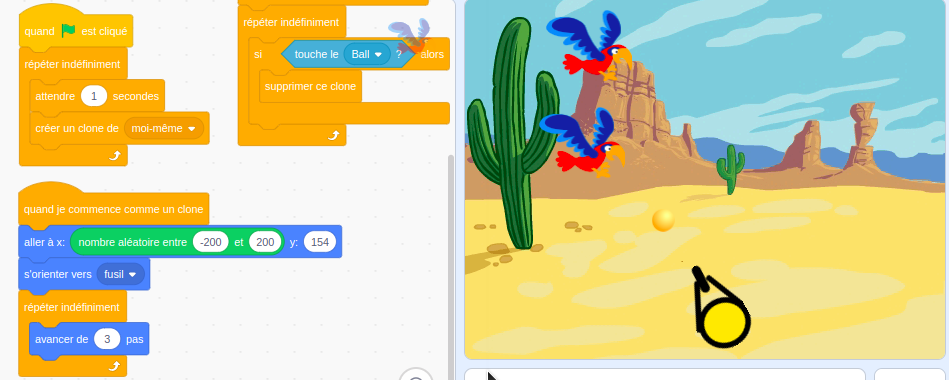 quand est cliqué
répéter indéfiniment
attendre 1 secondes
créer un clone de moi-même
répéter indéfiniment
si touche le Ball ? alors
supprimer ce clone
quand je commence comme un clone
aller à x: nombre aléatoire entre -200 et 200 y: 154
s'orienter vers fusil
répéter indéfiniment
avancer de 3 pas